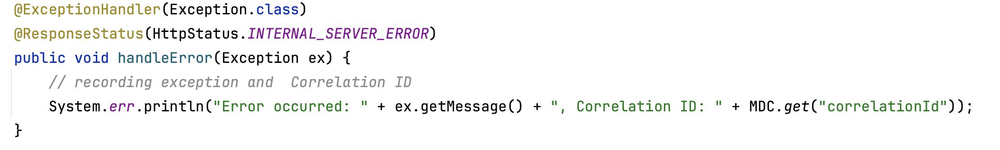 @ExceptionHandler(Exception.class)
@ResponseStatus(HttpStatus.INTERNAL_SERVER_ERROR)
public void handleError(Exception ex) {
    // recording exception and  Correlation ID
    System.err.println("Error occurred: " + ex.getMessage() + ", Correlation ID: " + MDC.get("correlationId"));
}